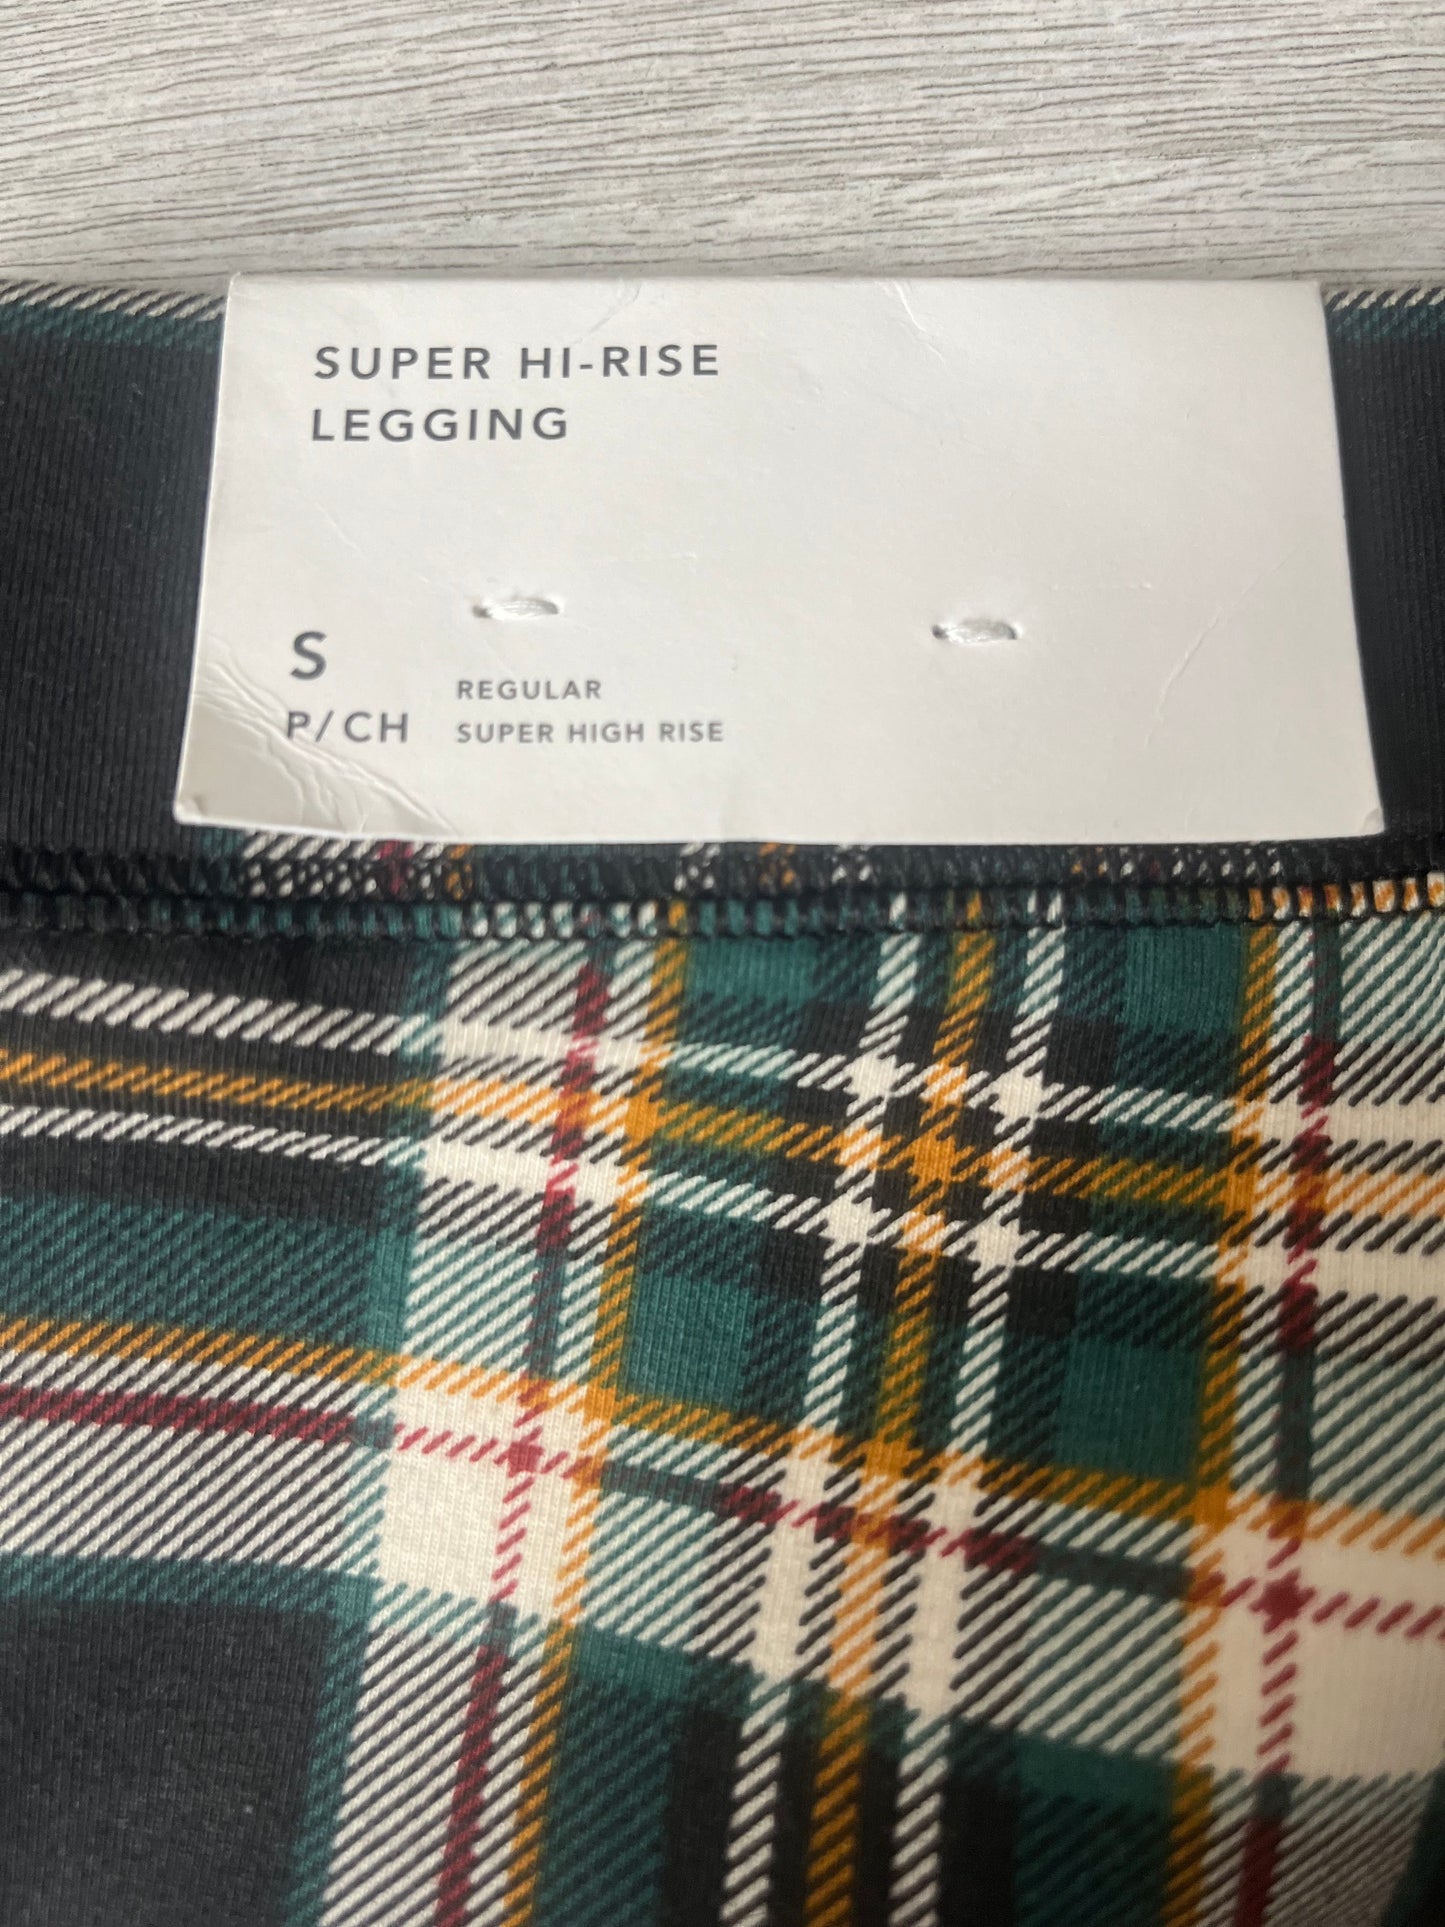 SUPER HI-RISE
LEGGING
S
P/CH
REGULAR
SUPER HIGH RISE